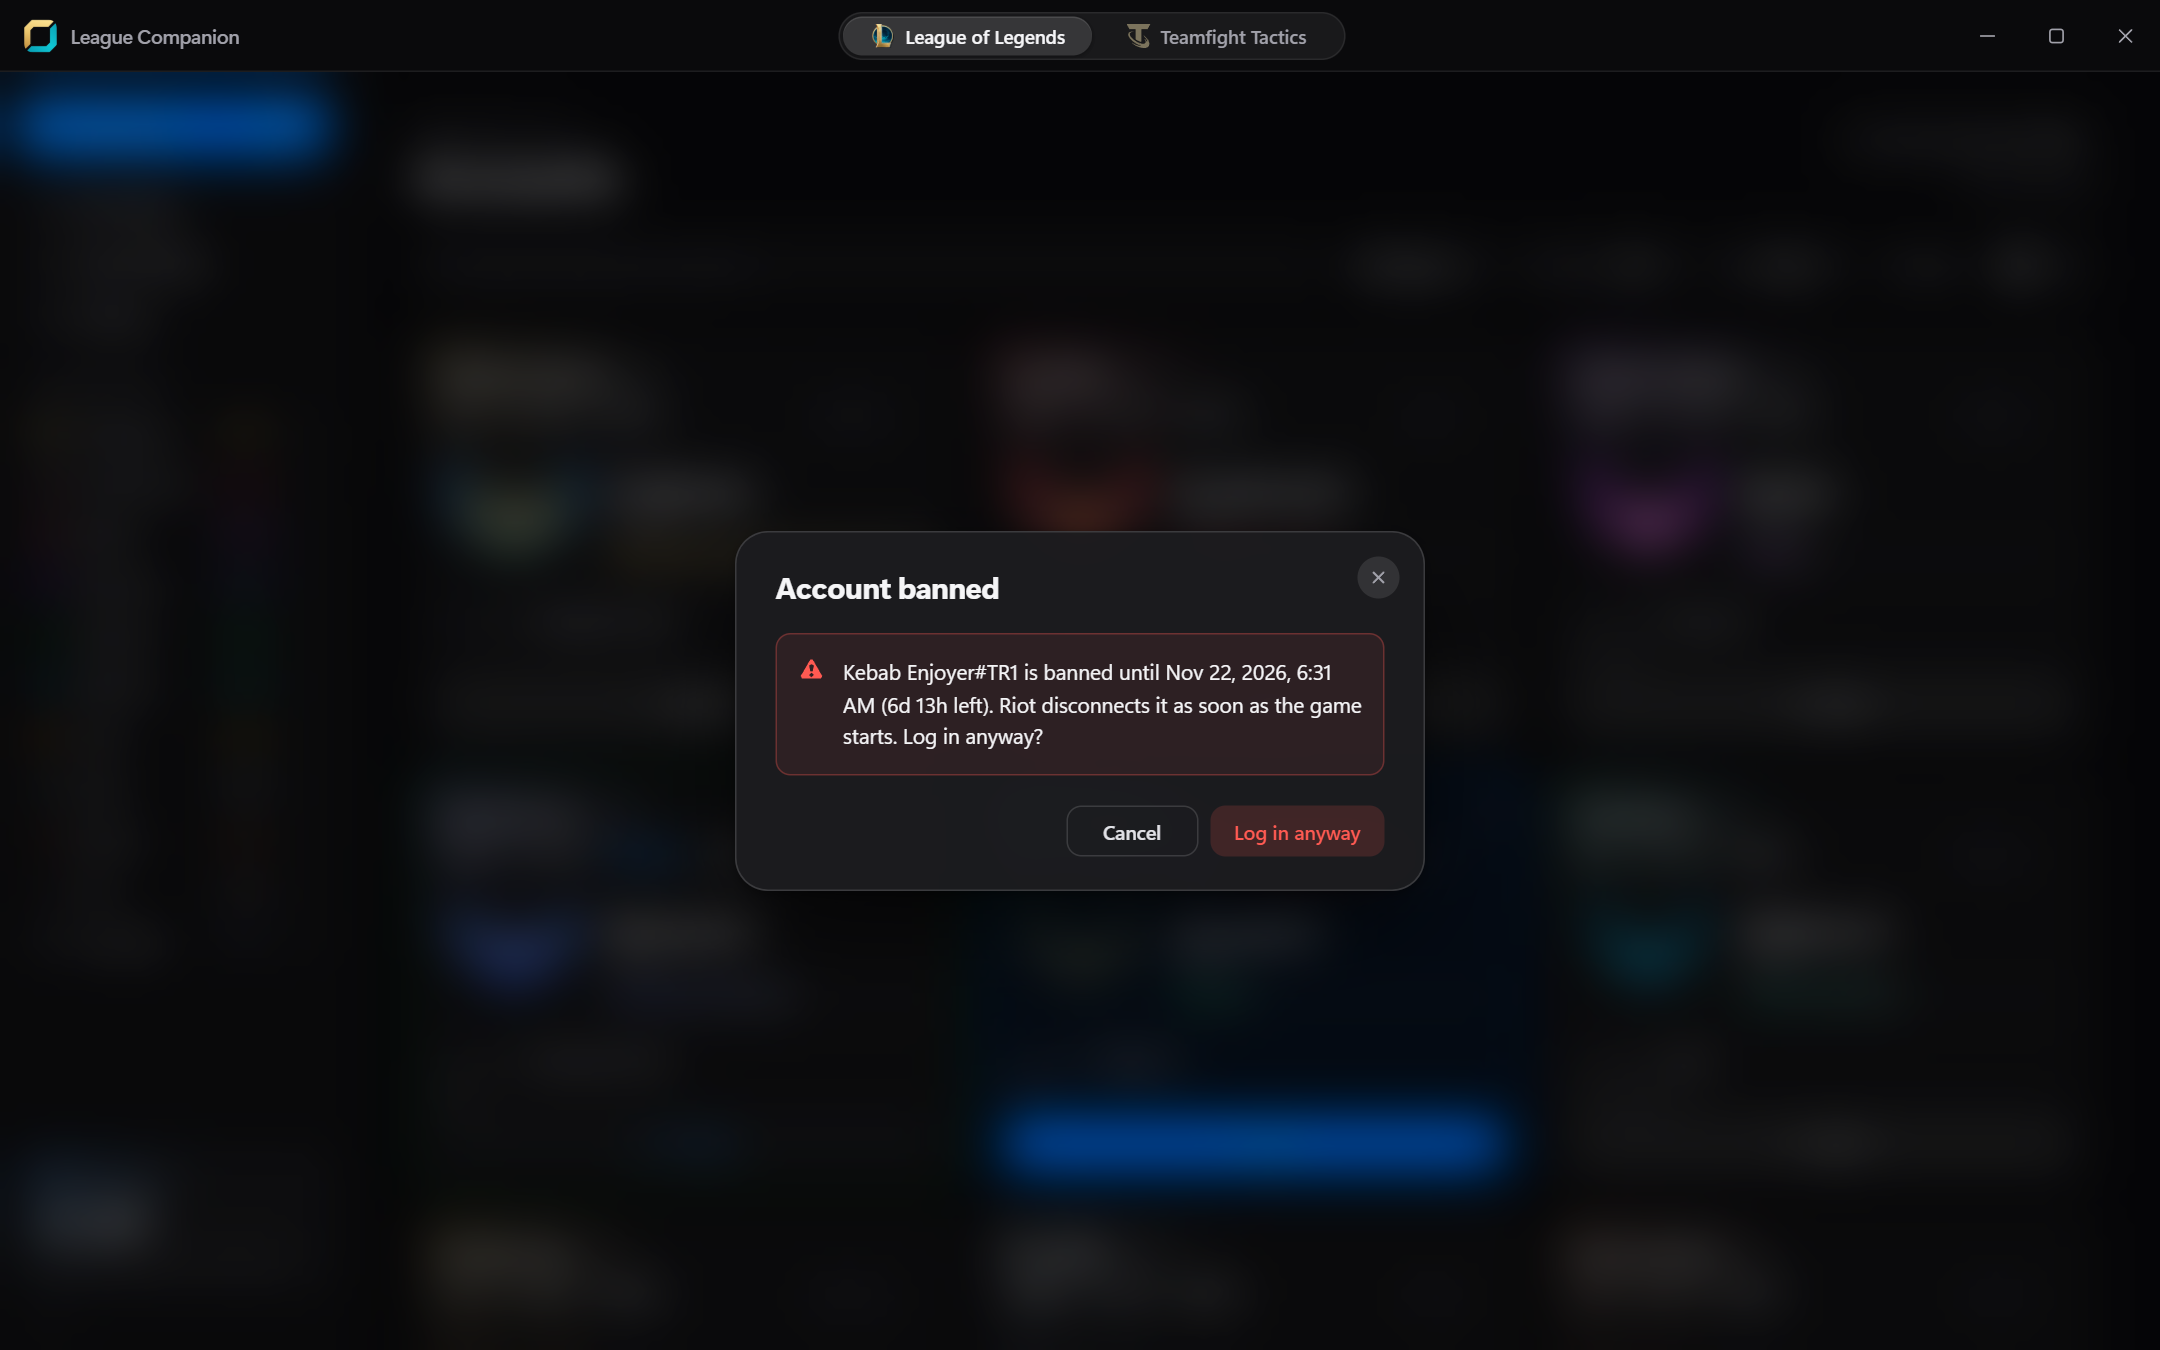 League Companion
League of Legends
Teamfight Tactics
Account banned
Kebab Enjoyer#TR1 is banned until Nov 22, 2026, 6:31
AM (6d 13h left). Riot disconnects it as soon as the game
starts. Log in anyway?
Cancel
Log in anyway